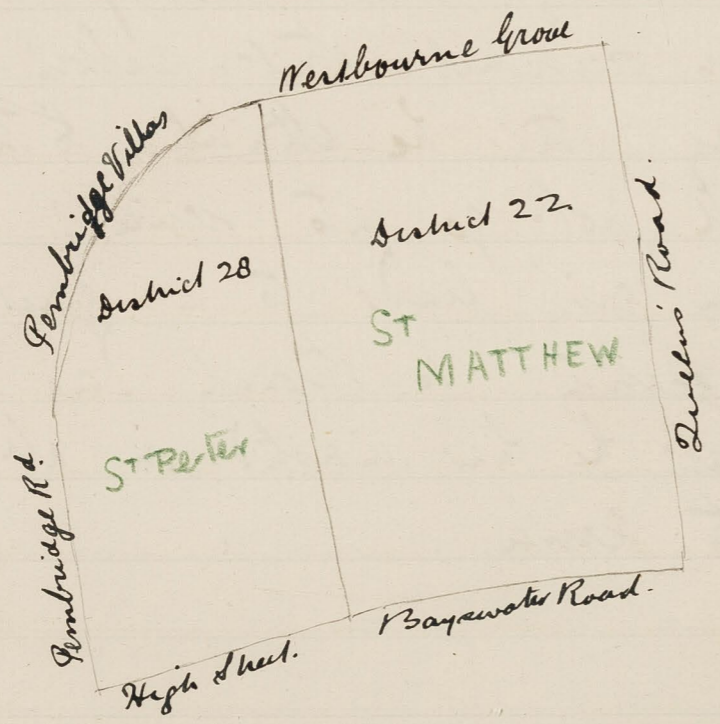 Westbourne Grove
Pembridge Villas
District 22
Queens' Road.
District 28
St
MATTHEW
St Peter
Pembridge Rd.
Bayswater Road.
High Street.